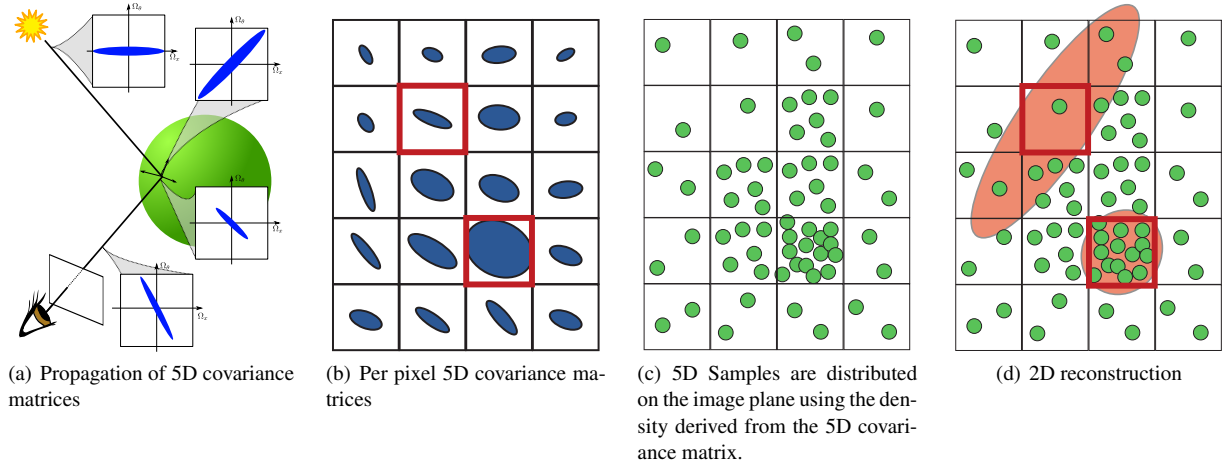 Ωθ
Ωx
Ωθ
Ωx
Ωθ
Ωx
Ωθ
Ωx
(a) Propagation of 5D covariance
matrices
(b) Per pixel 5D covariance ma-
trices
(c) 5D Samples are distributed
on the image plane using the den-
sity derived from the 5D covari-
ance matrix.
(d) 2D reconstruction